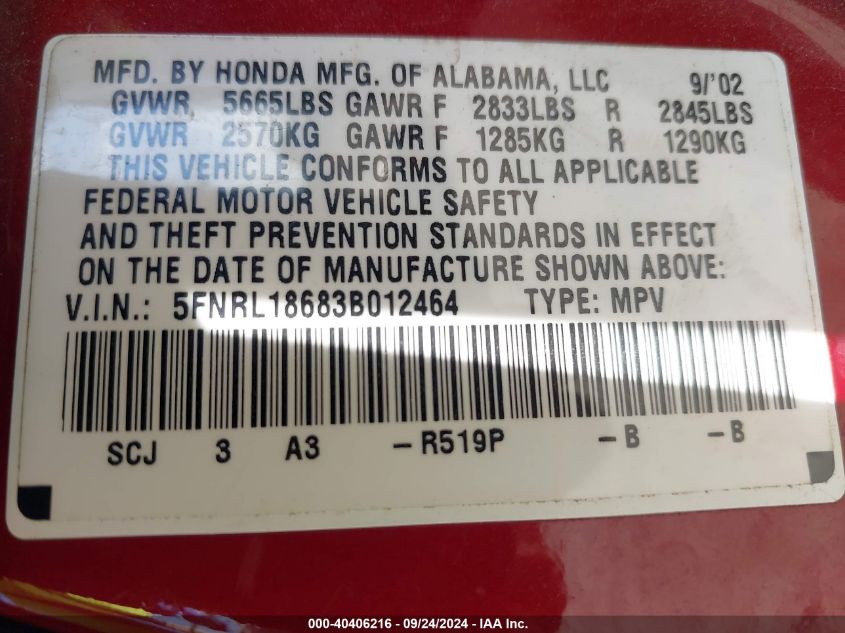 MFD. BY HONDA MFG. OF ALABAMA, LLC 9/'02
GVWR 5665LBS GAWR F 2833LBS R 2845LBS
GVWR 2570KG GAWR F 1285KG R 1290KG
THIS VEHICLE CONFORMS TO ALL APPLICABLE
FEDERAL MOTOR VEHICLE SAFETY
AND THEFT PREVENTION STANDARDS IN EFFECT
ON THE DATE OF MANUFACTURE SHOWN ABOVE:
V.I.N.: 5FNRL18683B012464 TYPE: MPV
SCJ 3 A3 -R519P -B -B
000-40406216 - 09/24/2024 - IAA Inc.